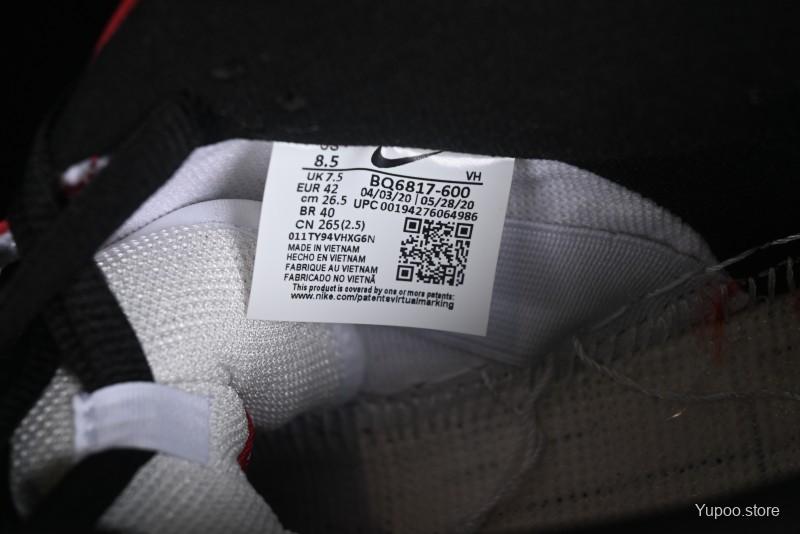 US
8.5
UK 7.5
EUR 42
cm 26.5
BR 40
CN 265(2.5)
VH
BQ6817-600
04/03/20 | 05/28/20
UPC 00194276064986
011TY94VHXG6N
MADE IN VIETNAM
HECHO EN VIETNAM
FABRIQUE AU VIETNAM
FABRICADO NO VIETNÃ
This product is covered by one or more patents:
www.nike.com/patentsvirtualmarking
Yupoo.store